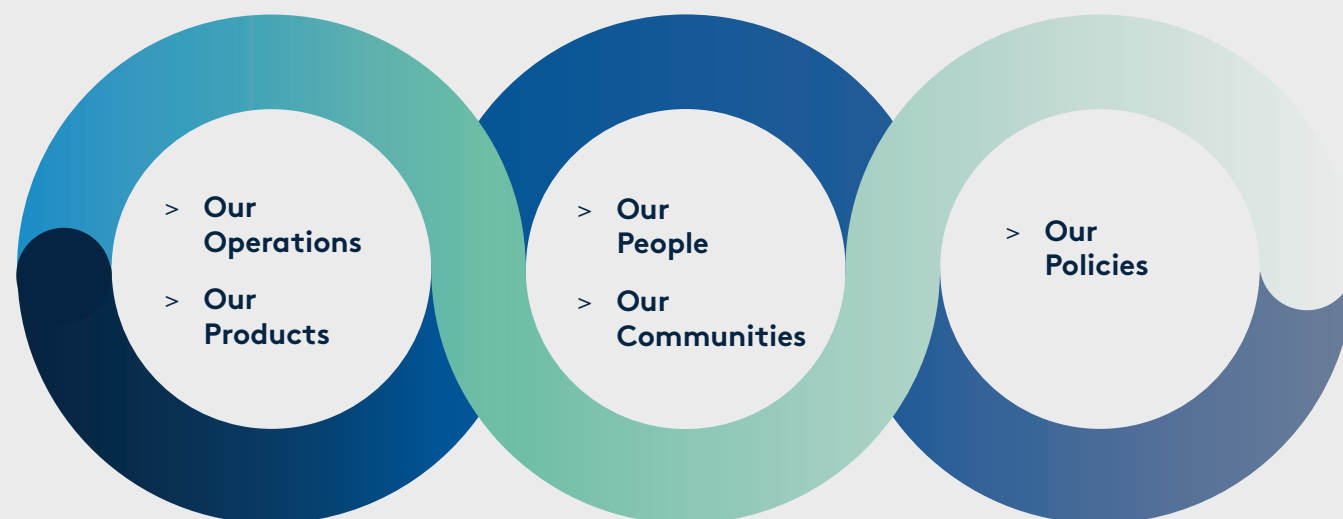 > Our
Operations
> Our
Products
> Our
People
> Our
Communities
> Our
Policies